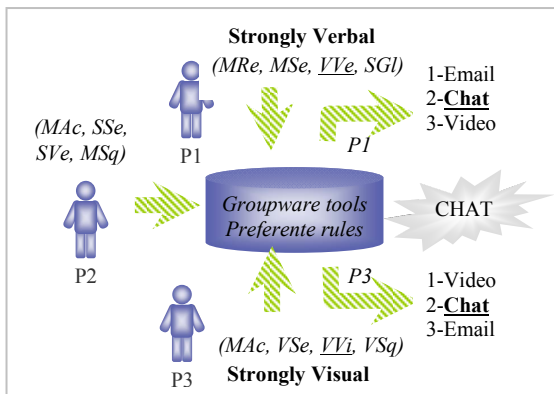 Strongly Verbal
(MRe, MSe, VVe, SGl)
1-Email
2-Chat
3-Video
P1
P1
(MAc, SSe,
SVe, MSq)
P2
Groupware tools
Preferente rules
CHAT
P3
1-Video
2-Chat
3-Email
P3
(MAc, VSe, VVi, VSq)
Strongly Visual